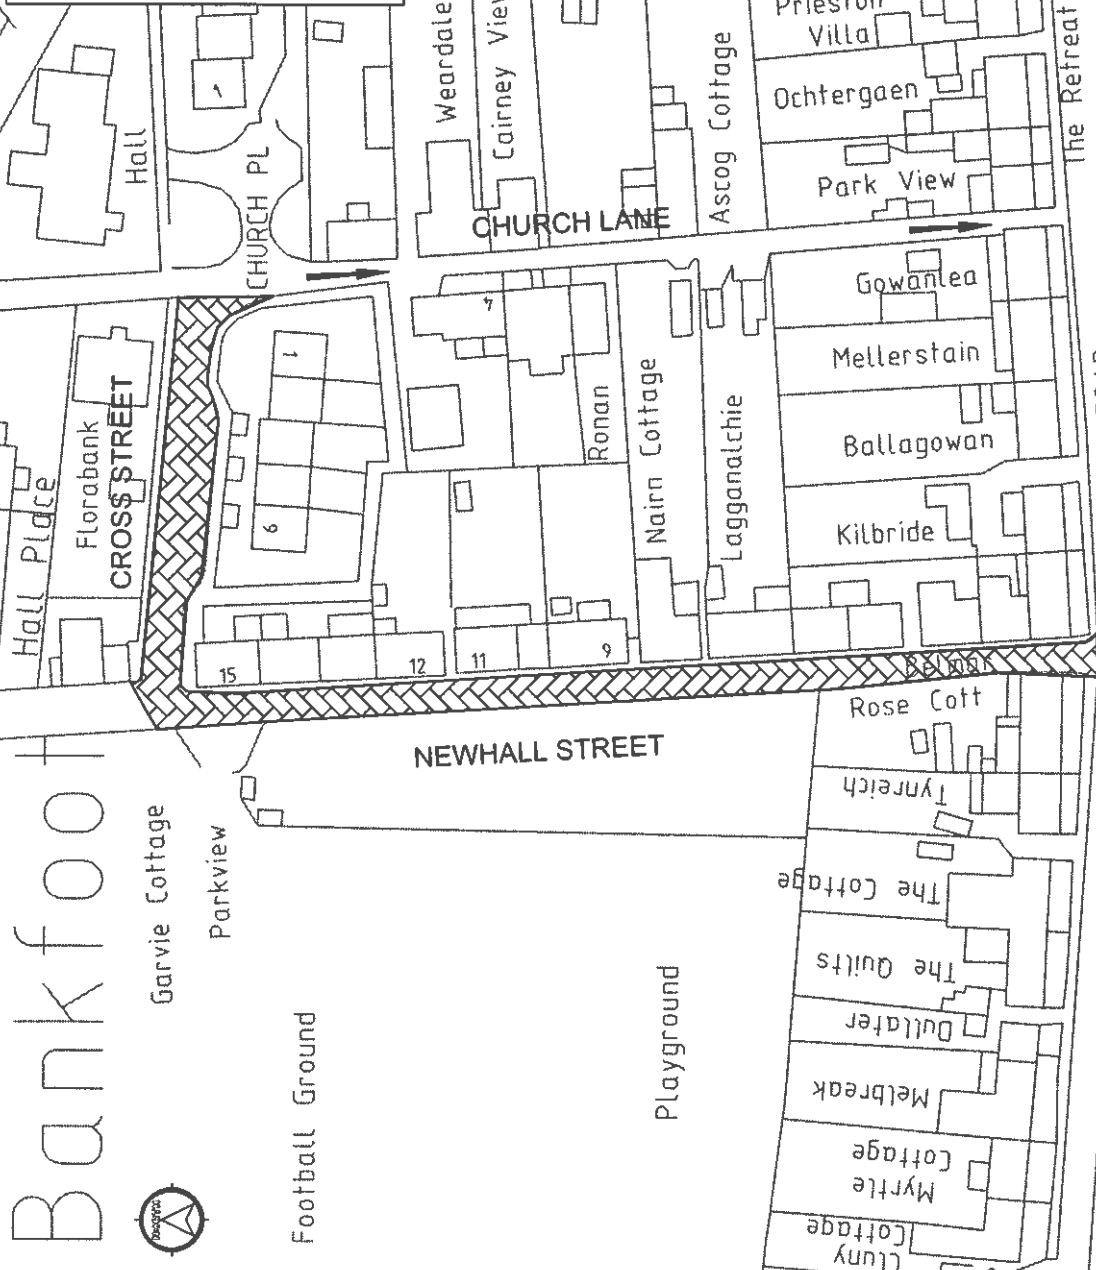 Prieston
Villa
Ochtergaen
Park View
The Retreat
Weardale
Cairney View
Ascog Cottage
Hall
1
CHURCH PL
CHURCH LANE
Gowanlea
Mellerstain
Ballagowan
Kilbride
4
Ronan
Nairn Cottage
Lagganalchie
1
6
Florabank
CROSS STREET
Hall Place
15
12
11
9
Belmar
Rose Cott
NEWHALL STREET
Tynreich
The Cottage
The Quilts
Dullater
Melbreak
Myrtle
Cottage
Cluny
Cottage
Bankfoot
Garvie Cottage
Parkview
Football Ground
Playground